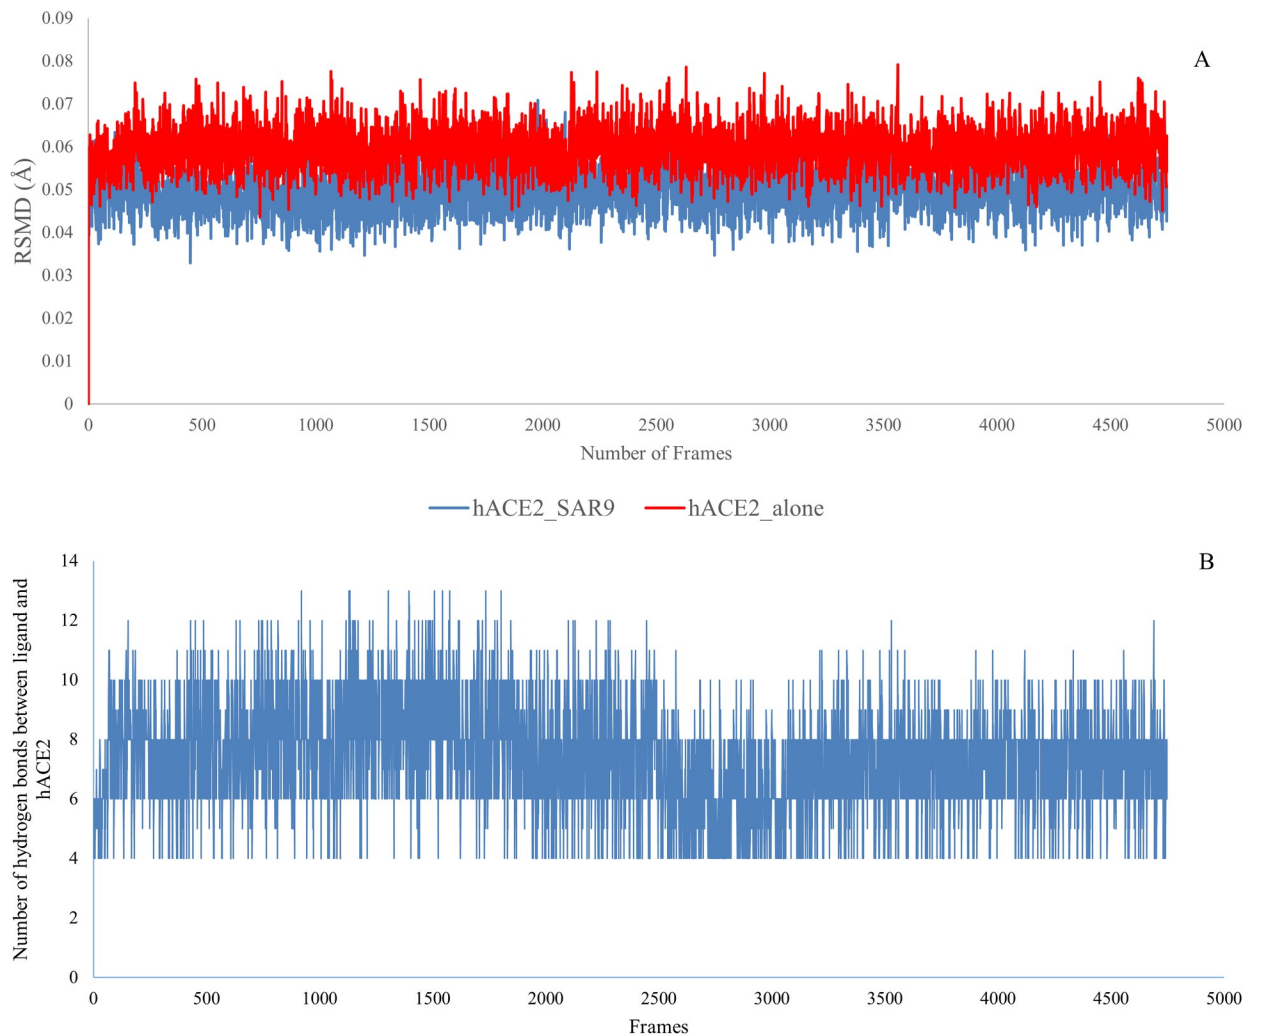 0.09
A
0.08
0.07
0.06
0.05
0.04
0.03
0.02
0.01
0
RSMD (Å)
0 500 1000 1500 2000 2500 3000 3500 4000 4500 5000
Number of Frames
hACE2_SAR9 hACE2_alone
B
14
12
10
8
6
4
2
0
Number of hydrogen bonds between ligand and
hACE2
0 500 1000 1500 2000 2500 3000 3500 4000 4500 5000
Frames